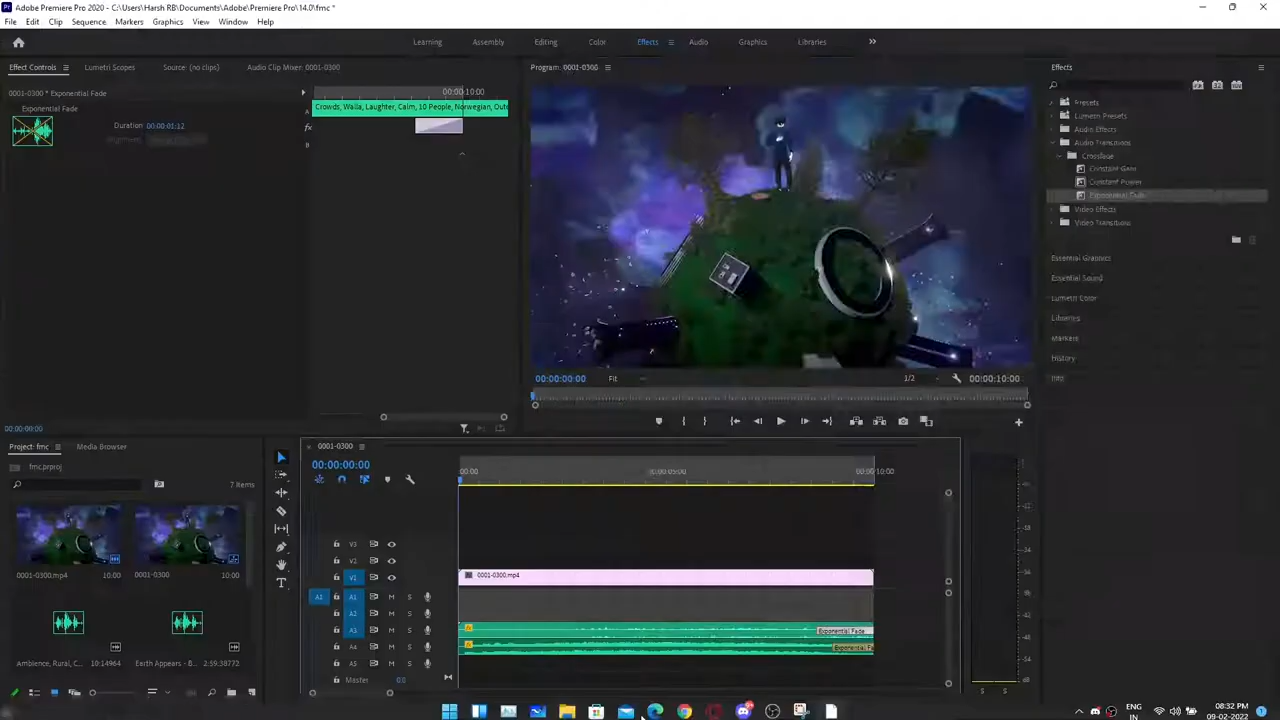 Adobe Premiere Pro 2020 - C:\Users\Harsh RB\Documents\Adobe\Premiere Pro\14.0\fmc *
File Edit Clip Sequence Markers Graphics View Window Help
Learning Assembly Editing Color Effects Audio Graphics Libraries
Effect Controls Lumetri Scopes Source: (no clips) Audio Clip Mixer: 0001-0300
Program: 0001-0300
Effects
0001-0300 * Exponential Fade
00:00:10:00
Exponential Fade
Crowds, Walla, Laughter, Calm, 10 People, Norwegian, Outd
Duration 00:00:01:12
Presets
Lumetri Presets
Audio Effects
Audio Transitions
Crossfade
Constant Gain
Constant Power
Exponential Fade
Video Effects
Video Transitions
Essential Graphics
Essential Sound
Lumetri Color
Libraries
Markers
History
Info
00:00:00:00 Fit 1/2 00:00:10:00
00:00:00:00
Project: fmc Media Browser
fmc.prproj
7 Items
0001-0300.mp4 10:00
0001-0300 10:00
Ambience, Rural, C... 10:14964
Earth Appears - B... 2:59:38772
0001-0300
00:00:00:00
:00:00 00:00:05:00 00:00:10:00
V3
V2
V1 0001-0300.mp4
A1 A1 M S
A2 M S
A3 M S Exponential Fade
A4 M S Exponential Fa
A5 M S
Master 0.0
S S
ENG
IN
08:32 PM
09-02-2022